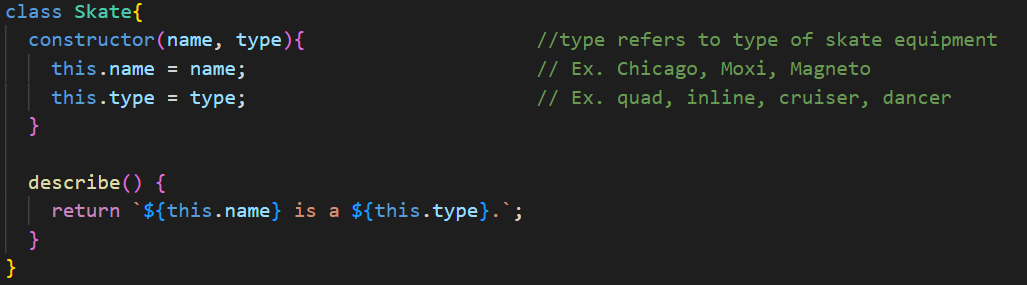 class Skate{
  constructor(name, type){                    //type refers to type of skate equipment
    this.name = name;                         // Ex. Chicago, Moxi, Magneto
    this.type = type;                         // Ex. quad, inline, cruiser, dancer
  }

  describe() {
    return `${this.name} is a ${this.type}.`;
  }
}